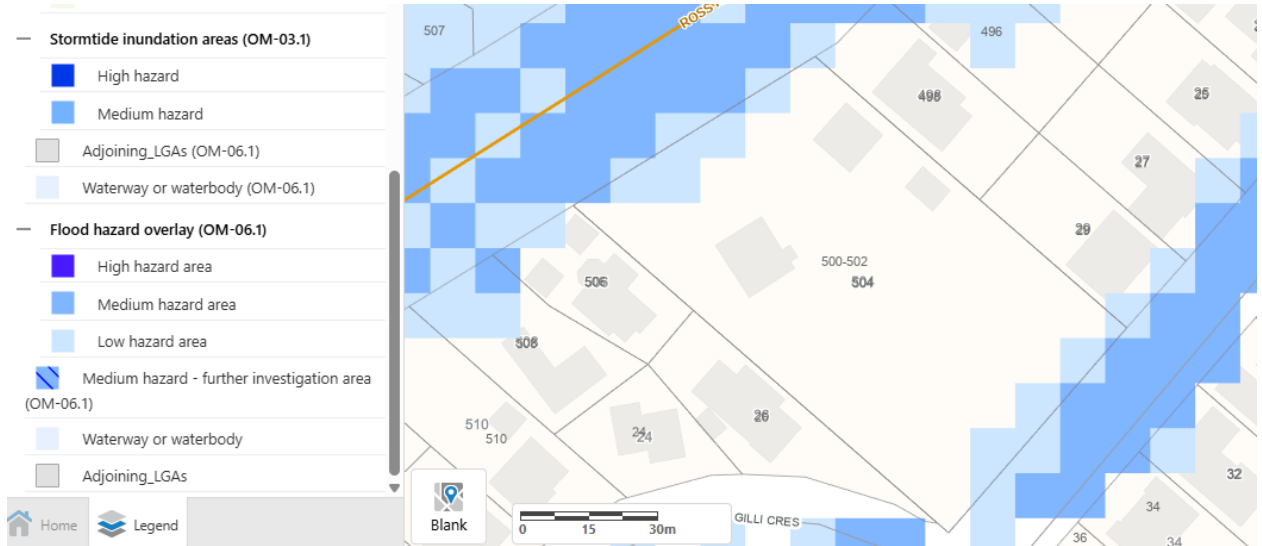 Stormtide inundation areas (OM-03.1)
High hazard
Medium hazard
Adjoining_LGAs (OM-06.1)
Waterway or waterbody (OM-06.1)
Flood hazard overlay (OM-06.1)
High hazard area
Medium hazard area
Low hazard area
Medium hazard - further investigation area
(OM-06.1)
Waterway or waterbody
Adjoining_LGAs
Home
Legend
507
496
498
25
27
29
500-502
504
506
508
510
510
24
24
26
32
34
34
36
GILLI CRES
Blank
0 15 30m